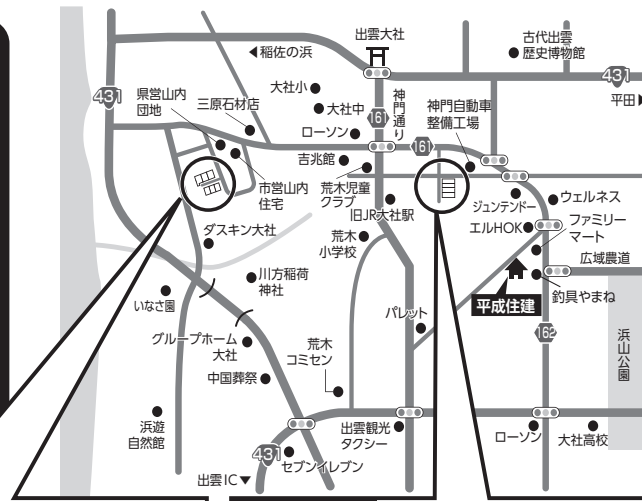 出雲大社
古代出雲
歴史博物館
◀稲佐の浜
431
431
平田▶
県営山内
団地
三原石材店
大社小
大社中
ローソン
神門通り
161
161
神門自動車
整備工場
吉兆館
荒木児童
クラブ
旧JR大社駅
市営山内
住宅
ジュンテンドー
ウェルネス
エルHOK
ファミリー
マート
広域農道
釣具やまね
平成住建
ダスキン大社
荒木
小学校
川方稲荷
神社
いなさ園
パレット
162
浜山公園
グループホーム
大社
荒木
コミセン
中国葬祭
浜遊
自然館
出雲観光
タクシー
ローソン
大社高校
431
セブンイレブン
出雲IC▼